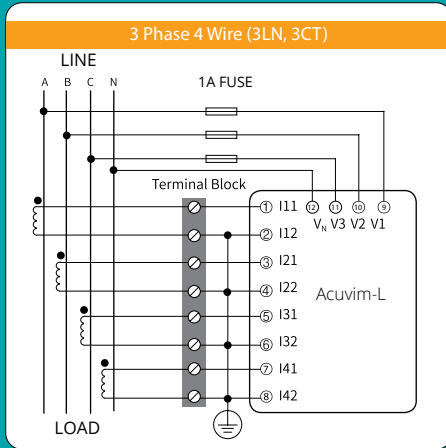 3 Phase 4 Wire (3LN, 3CT)
LINE
A B C N
1A FUSE
Terminal Block
12 11 10 9
VN V3 V2 V1
1 I11
2 I12
3 I21
4 I22
5 I31
6 I32
7 I41
8 I42
Acuvim-L
LOAD